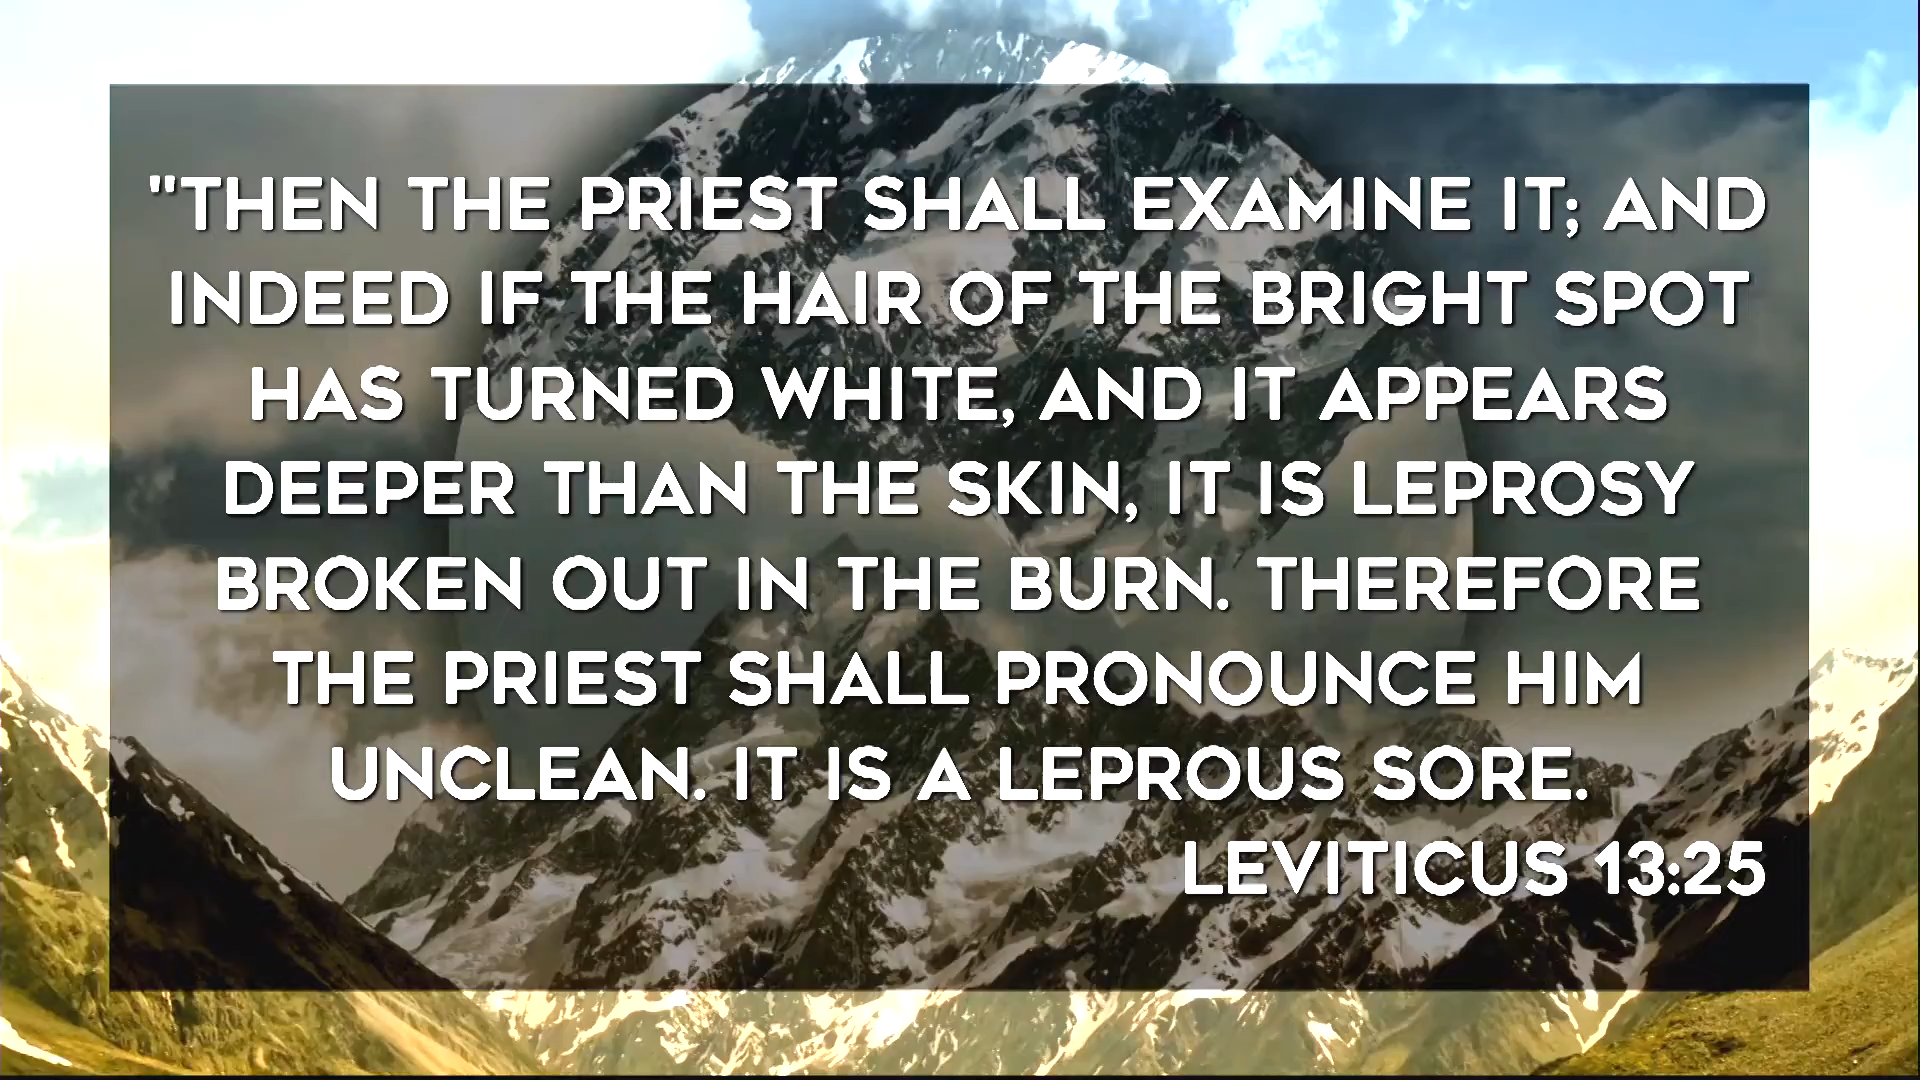 "THEN THE PRIEST SHALL EXAMINE IT; AND
INDEED IF THE HAIR OF THE BRIGHT SPOT
HAS TURNED WHITE, AND IT APPEARS
DEEPER THAN THE SKIN, IT IS LEPROSY
BROKEN OUT IN THE BURN. THEREFORE
THE PRIEST SHALL PRONOUNCE HIM
UNCLEAN. IT IS A LEPROUS SORE.
LEVITICUS 13:25